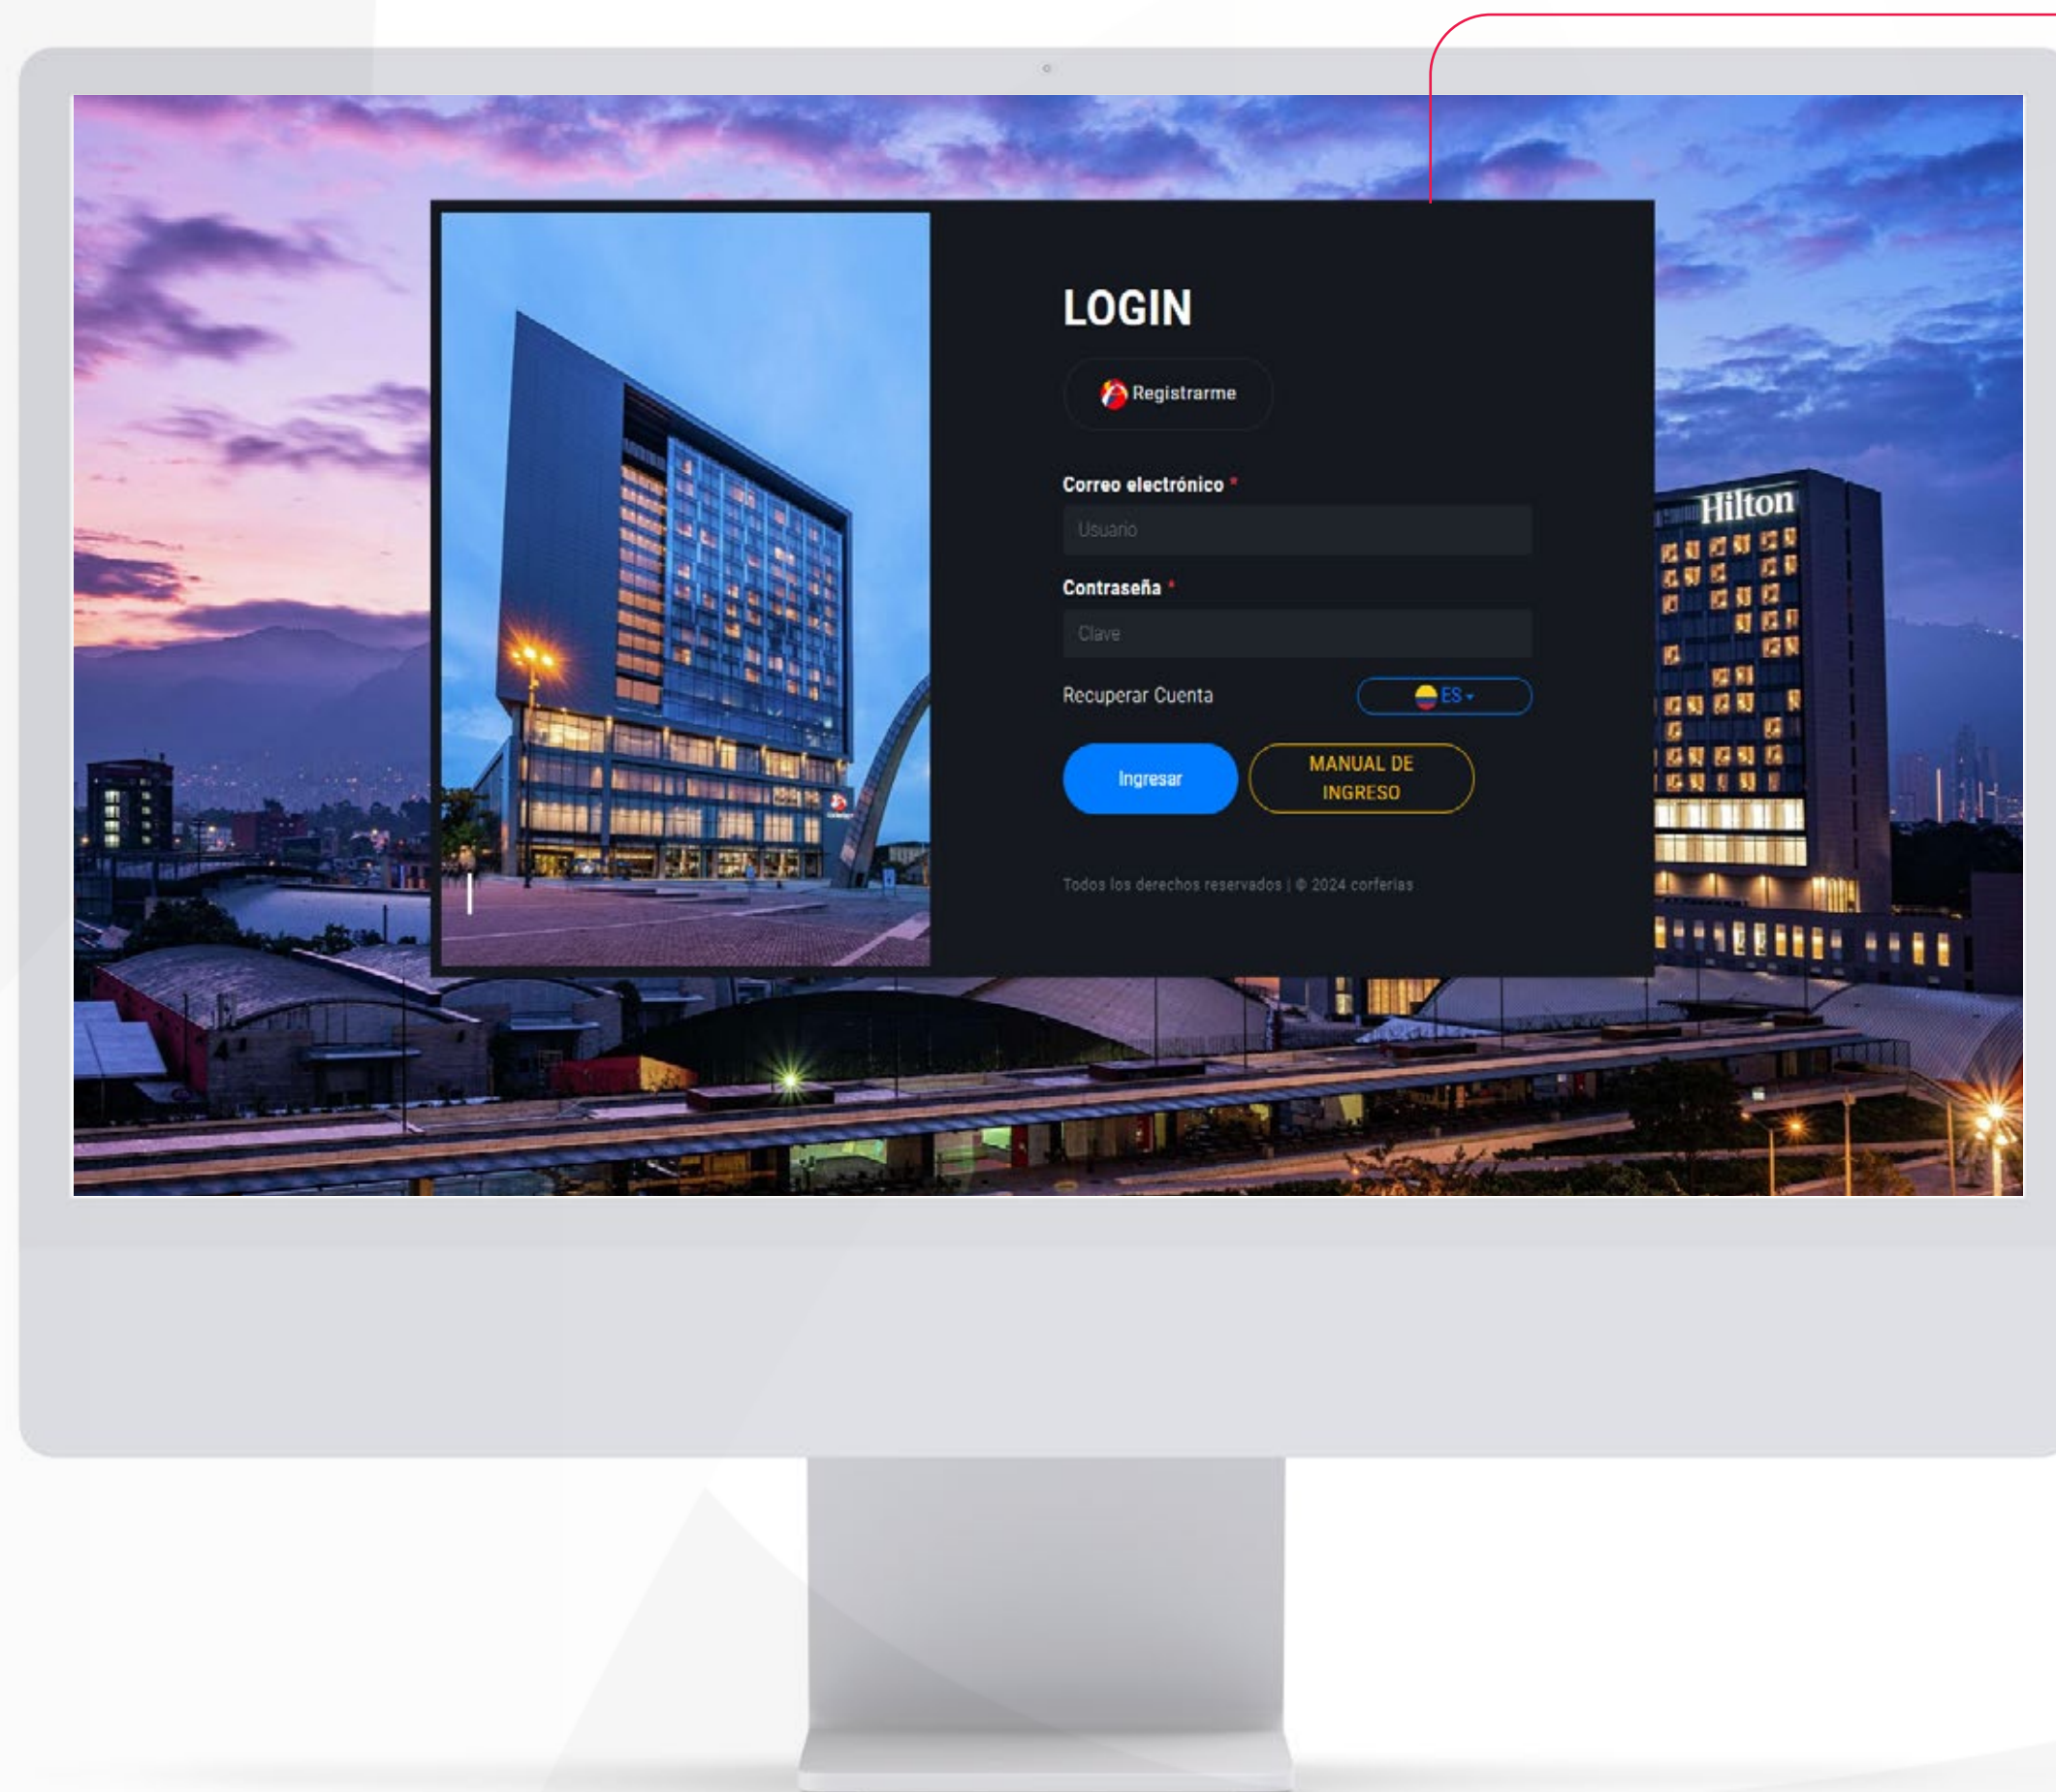 LOGIN
Registrarme
Correo electrónico *
Usuario
Contraseña *
Clave
Recuperar Cuenta
ES
Ingresar
MANUAL DE
INGRESO
Todos los derechos reservados | © 2024 corferias
Hilton